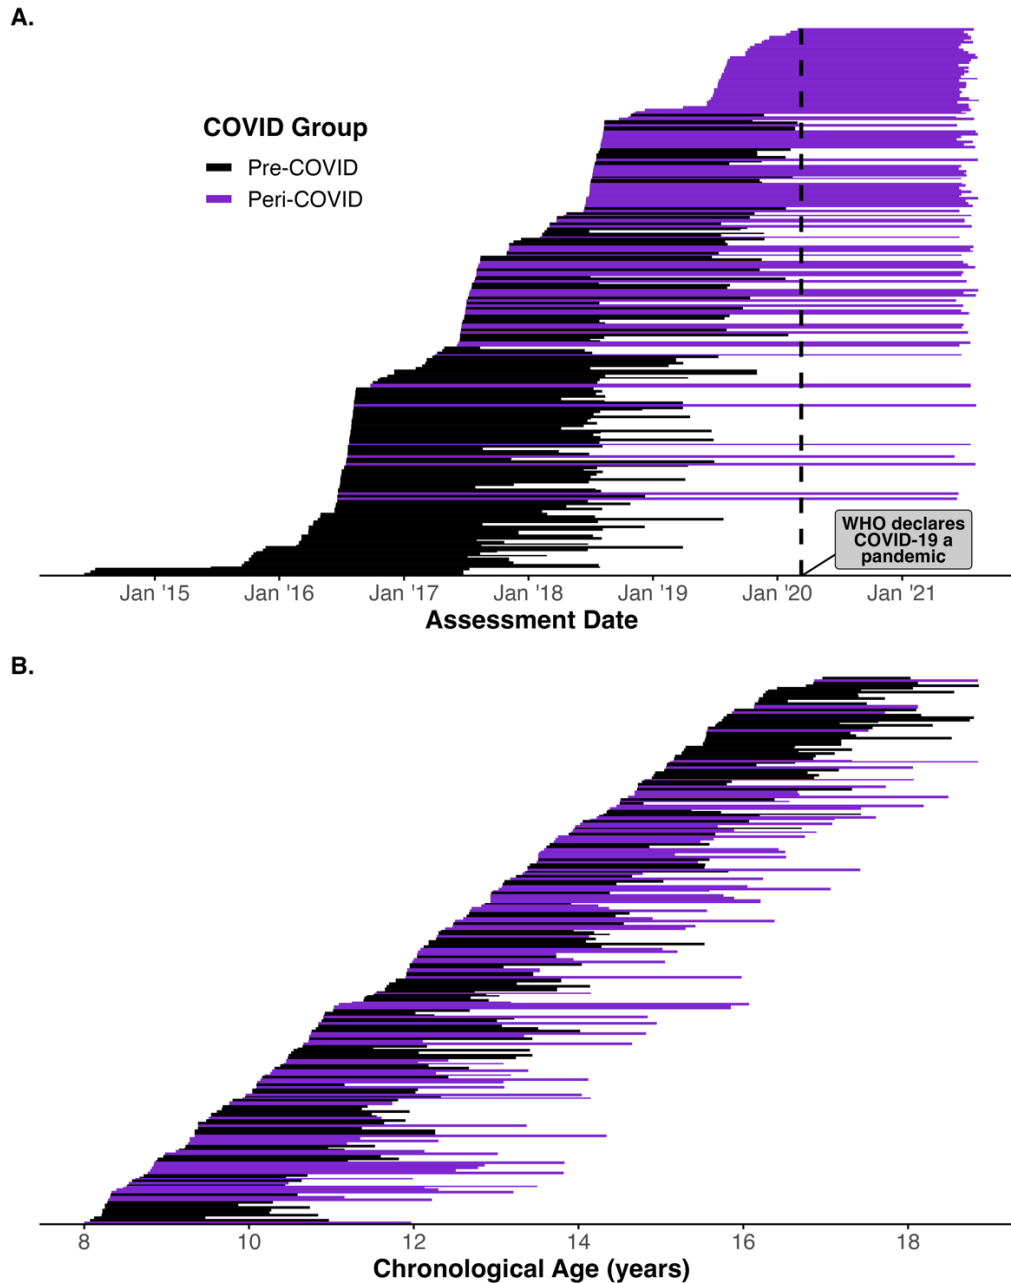 A.
COVID Group
Pre-COVID
Peri-COVID
WHO declares
COVID-19 a
pandemic
Jan '15 Jan '16 Jan '17 Jan '18 Jan '19 Jan '20 Jan '21
Assessment Date
B.
8 10 12 14 16 18
Chronological Age (years)